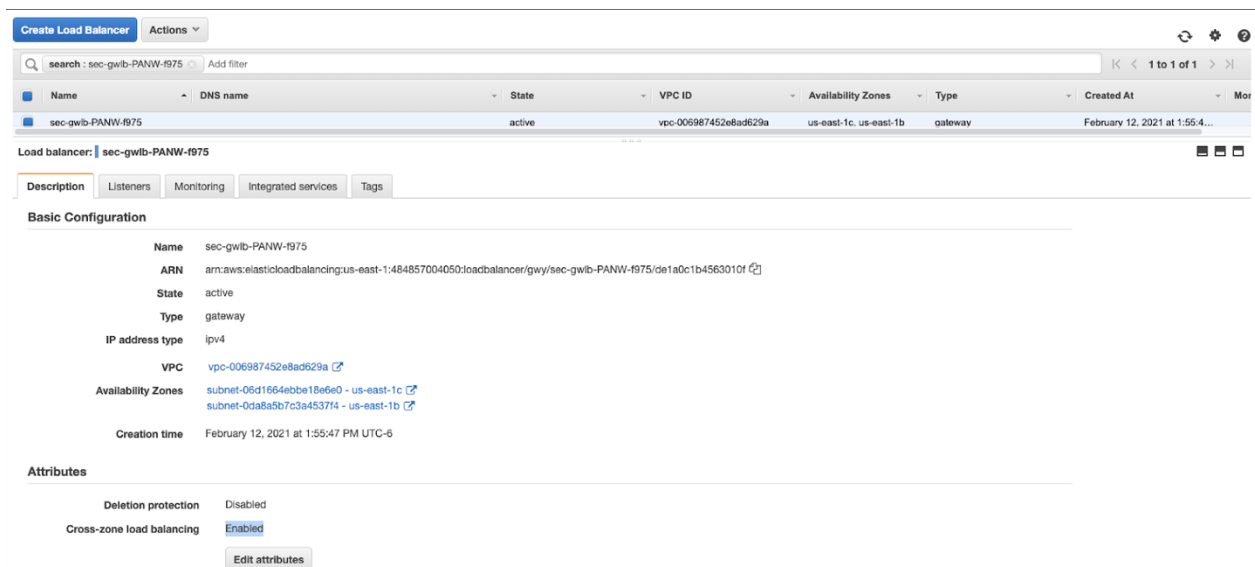 Create Load Balancer Actions
search : sec-gwlb-PANW-f975 Add filter 1 to 1 of 1
Name DNS name State VPC ID Availability Zones Type Created At Mor
sec-gwlb-PANW-f975 active vpc-006987452e8ad629a us-east-1c, us-east-1b gateway February 12, 2021 at 1:55:4...
Load balancer: sec-gwlb-PANW-f975
Description Listeners Monitoring Integrated services Tags
Basic Configuration
Name sec-gwlb-PANW-f975
ARN arn:aws:elasticloadbalancing:us-east-1:484857004050:loadbalancer/gwy/sec-gwlb-PANW-f975/de1a0c1b4563010f
State active
Type gateway
IP address type ipv4
VPC vpc-006987452e8ad629a
Availability Zones subnet-06d1664ebbe18e6e0 - us-east-1c
subnet-0da8a5b7c3a4537f4 - us-east-1b
Creation time February 12, 2021 at 1:55:47 PM UTC-6
Attributes
Deletion protection Disabled
Cross-zone load balancing Enabled
Edit attributes